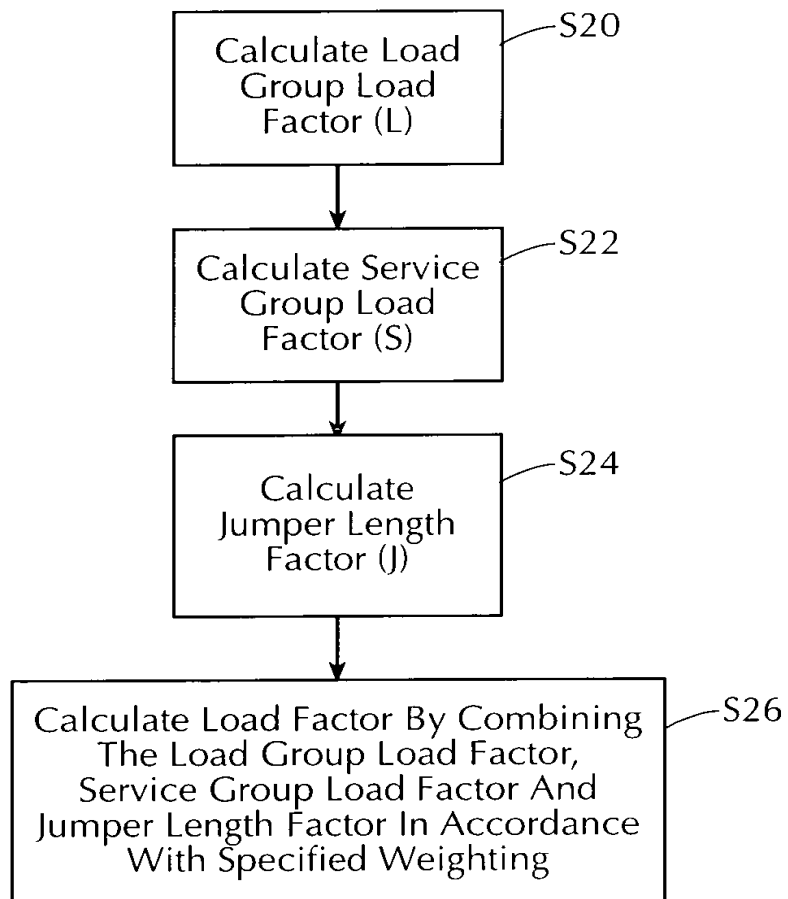 Calculate Load
Group Load
Factor (L)
S20
Calculate Service
Group Load
Factor (S)
S22
Calculate
Jumper Length
Factor (J)
S24
Calculate Load Factor By Combining
The Load Group Load Factor,
Service Group Load Factor And
Jumper Length Factor In Accordance
With Specified Weighting
S26